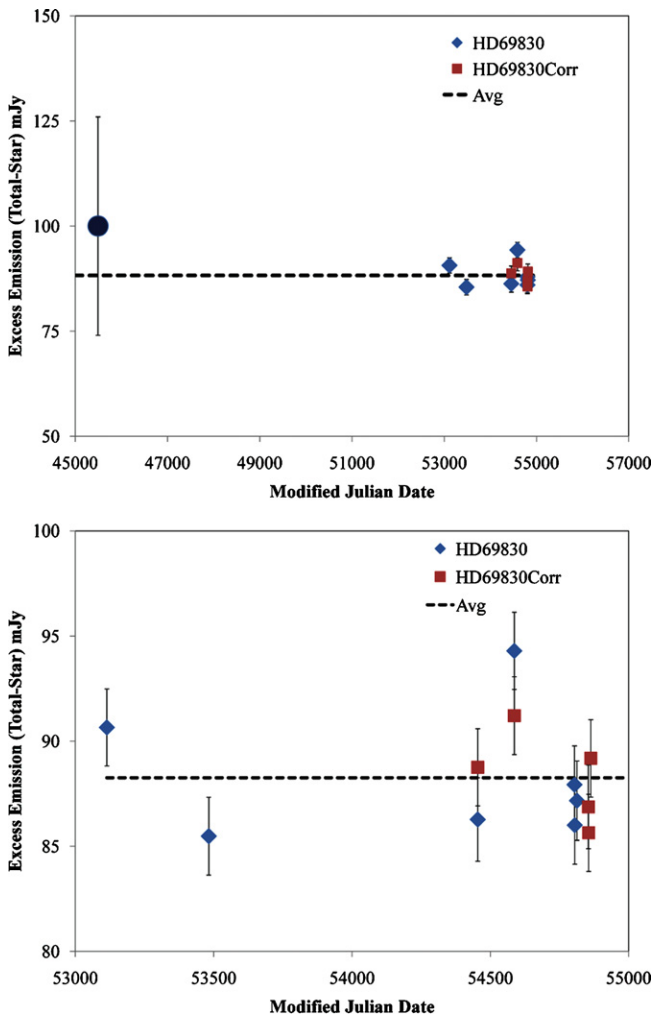 150
HD69830
HD69830Corr
Avg
125
100
75
50
45000 47000 49000 51000 53000 55000 57000
Modified Julian Date
Excess Emission (Total-Star) mJy
100
HD69830
HD69830Corr
Avg
95
90
85
80
53000 53500 54000 54500 55000
Modified Julian Date
Excess Emission (Total-Star) mJy